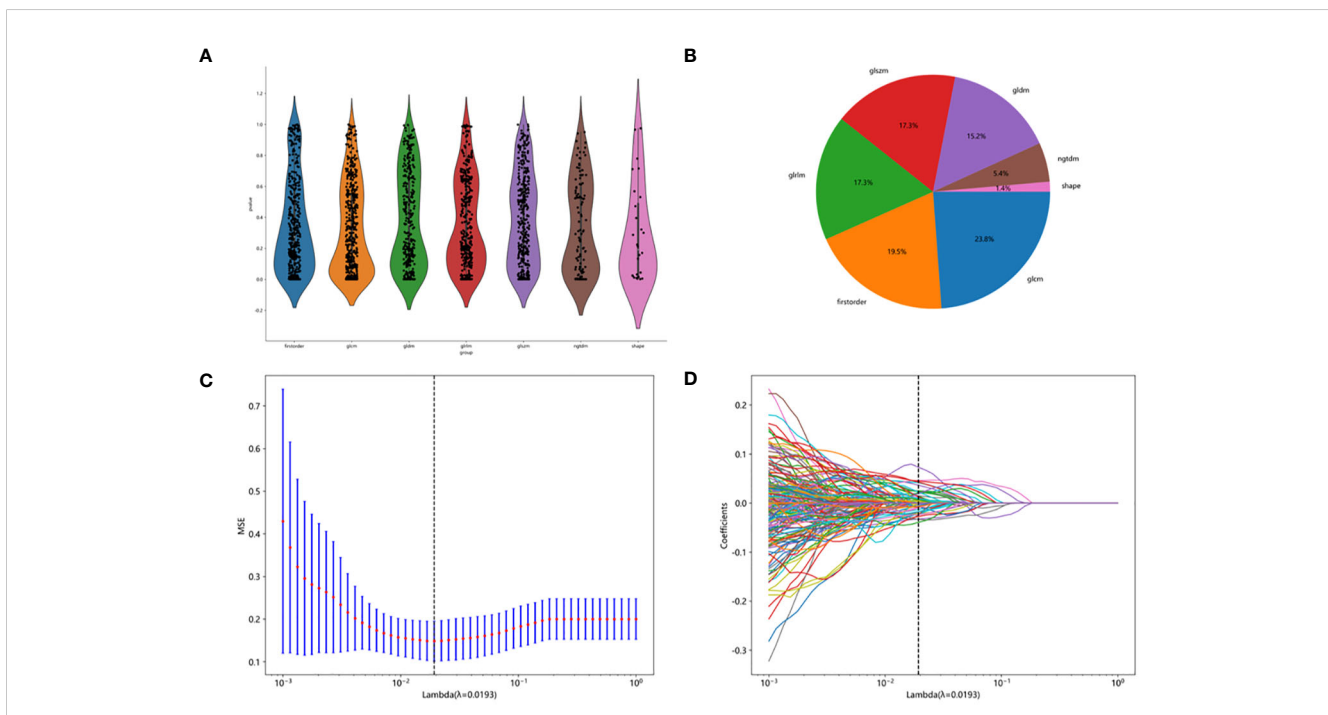 A
pvalue
1.2
1.0
0.8
0.6
0.4
0.2
0.0
-0.2
firstorder glcm gldm glrlm glszm ngtdm shape
group
B
glszm
gldm
17.3%
15.2%
ngtdm
5.4%
glrlm
17.3%
1.4%
shape
19.5%
23.8%
firstorder
glcm
C
MSE
0.7
0.6
0.5
0.4
0.3
0.2
0.1
10⁻³ 10⁻² 10⁻¹ 10⁰
Lambda(λ=0.0193)
D
Coefficients
0.2
0.1
0.0
-0.1
-0.2
-0.3
10⁻³ 10⁻² 10⁻¹ 10⁰
Lambda(λ=0.0193)